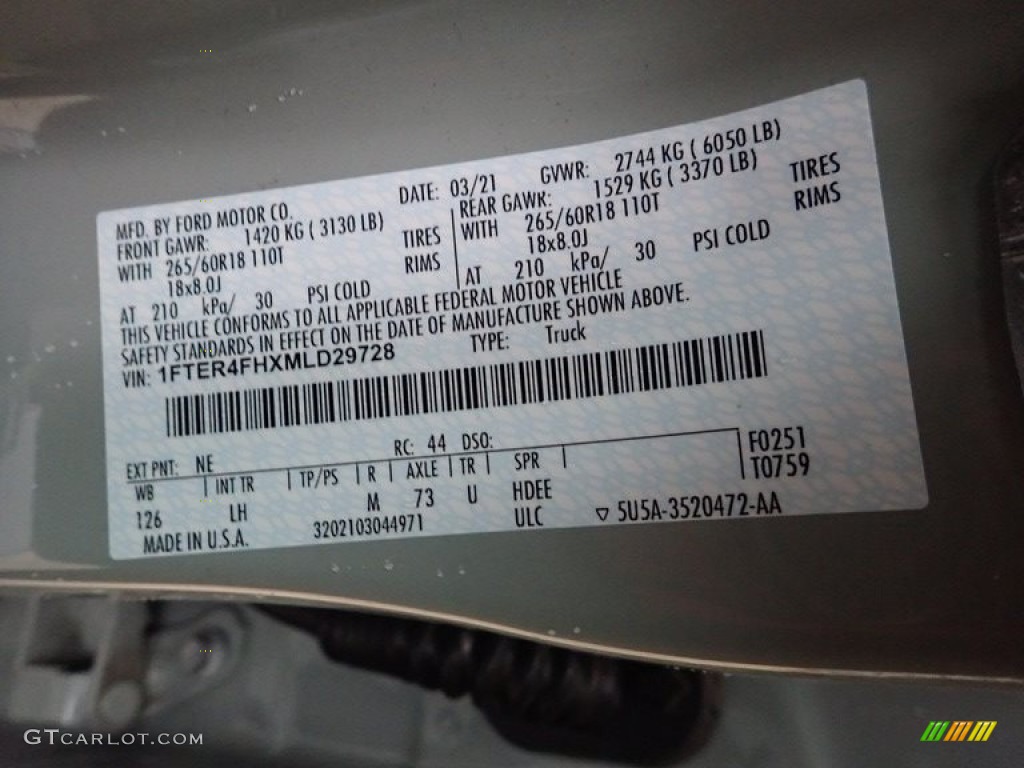 MFD. BY FORD MOTOR CO. DATE: 03/21 GVWR: 2744 KG ( 6050 LB)
FRONT GAWR: 1420 KG ( 3130 LB) REAR GAWR: 1529 KG ( 3370 LB)
WITH 265/60R18 110T TIRES WITH 265/60R18 110T TIRES
18x8.0J RIMS 18x8.0J RIMS
AT 210 kPa/ 30 PSI COLD AT 210 kPa/ 30 PSI COLD
THIS VEHICLE CONFORMS TO ALL APPLICABLE FEDERAL MOTOR VEHICLE
SAFETY STANDARDS IN EFFECT ON THE DATE OF MANUFACTURE SHOWN ABOVE.
VIN: 1FTER4FHXMLD29728 TYPE: Truck
EXT PNT: NE RC: 44 DSO: F0251
WB INT TR TP/PS R AXLE TR SPR T0759
126 LH M 73 U HDEE
MADE IN U.S.A. 3202103044971 ULC ▽ 5U5A-3520472-AA
GTCARLOT.COM